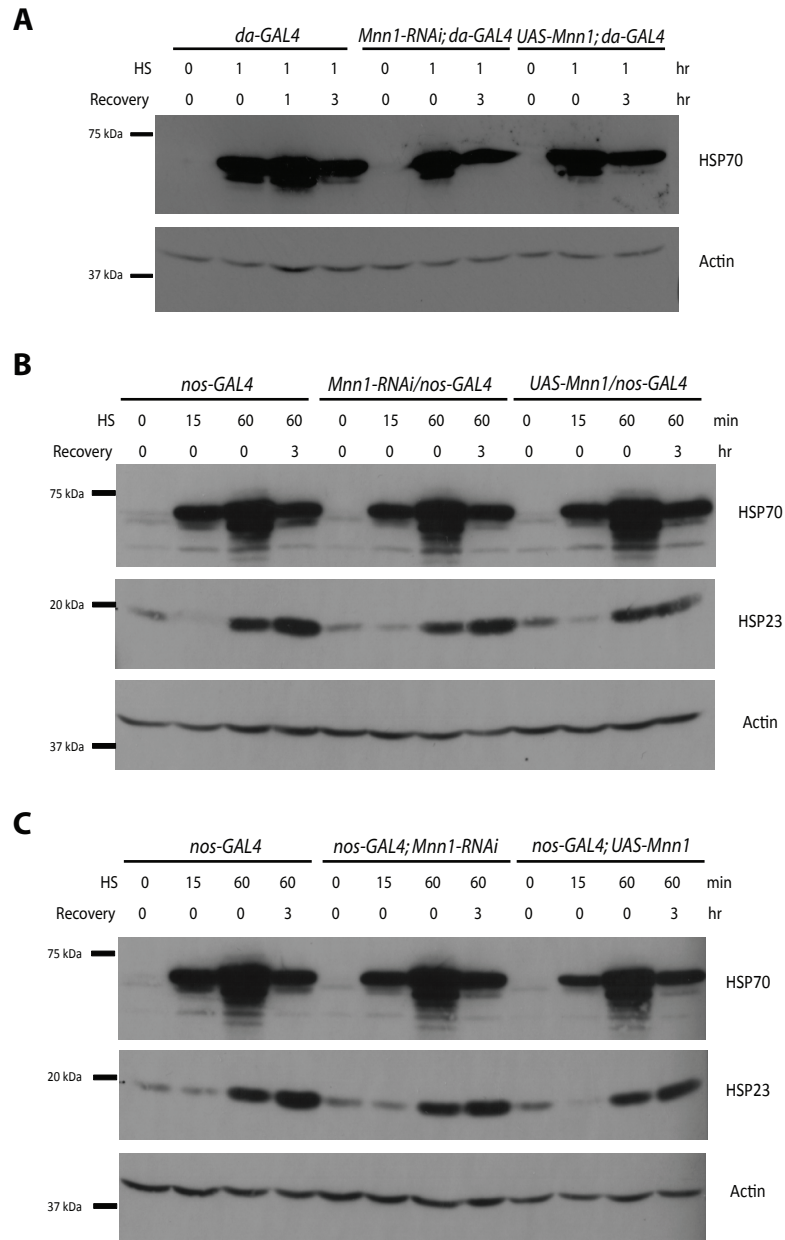 A
da-GAL4 Mnn1-RNAi; da-GAL4 UAS-Mnn1; da-GAL4
HS 0 1 1 1 0 1 1 0 1 1 hr
Recovery 0 0 1 3 0 0 3 0 0 3 hr
75 kDa
HSP70
Actin
37 kDa
B
nos-GAL4 Mnn1-RNAi/nos-GAL4 UAS-Mnn1/nos-GAL4
HS 0 15 60 60 0 15 60 60 0 15 60 60 min
Recovery 0 0 0 3 0 0 0 3 0 0 0 3 hr
75 kDa
HSP70
20 kDa
HSP23
Actin
37 kDa
C
nos-GAL4 nos-GAL4; Mnn1-RNAi nos-GAL4; UAS-Mnn1
HS 0 15 60 60 0 15 60 60 0 15 60 60 min
Recovery 0 0 0 3 0 0 0 3 0 0 0 3 hr
75 kDa
HSP70
20 kDa
HSP23
Actin
37 kDa